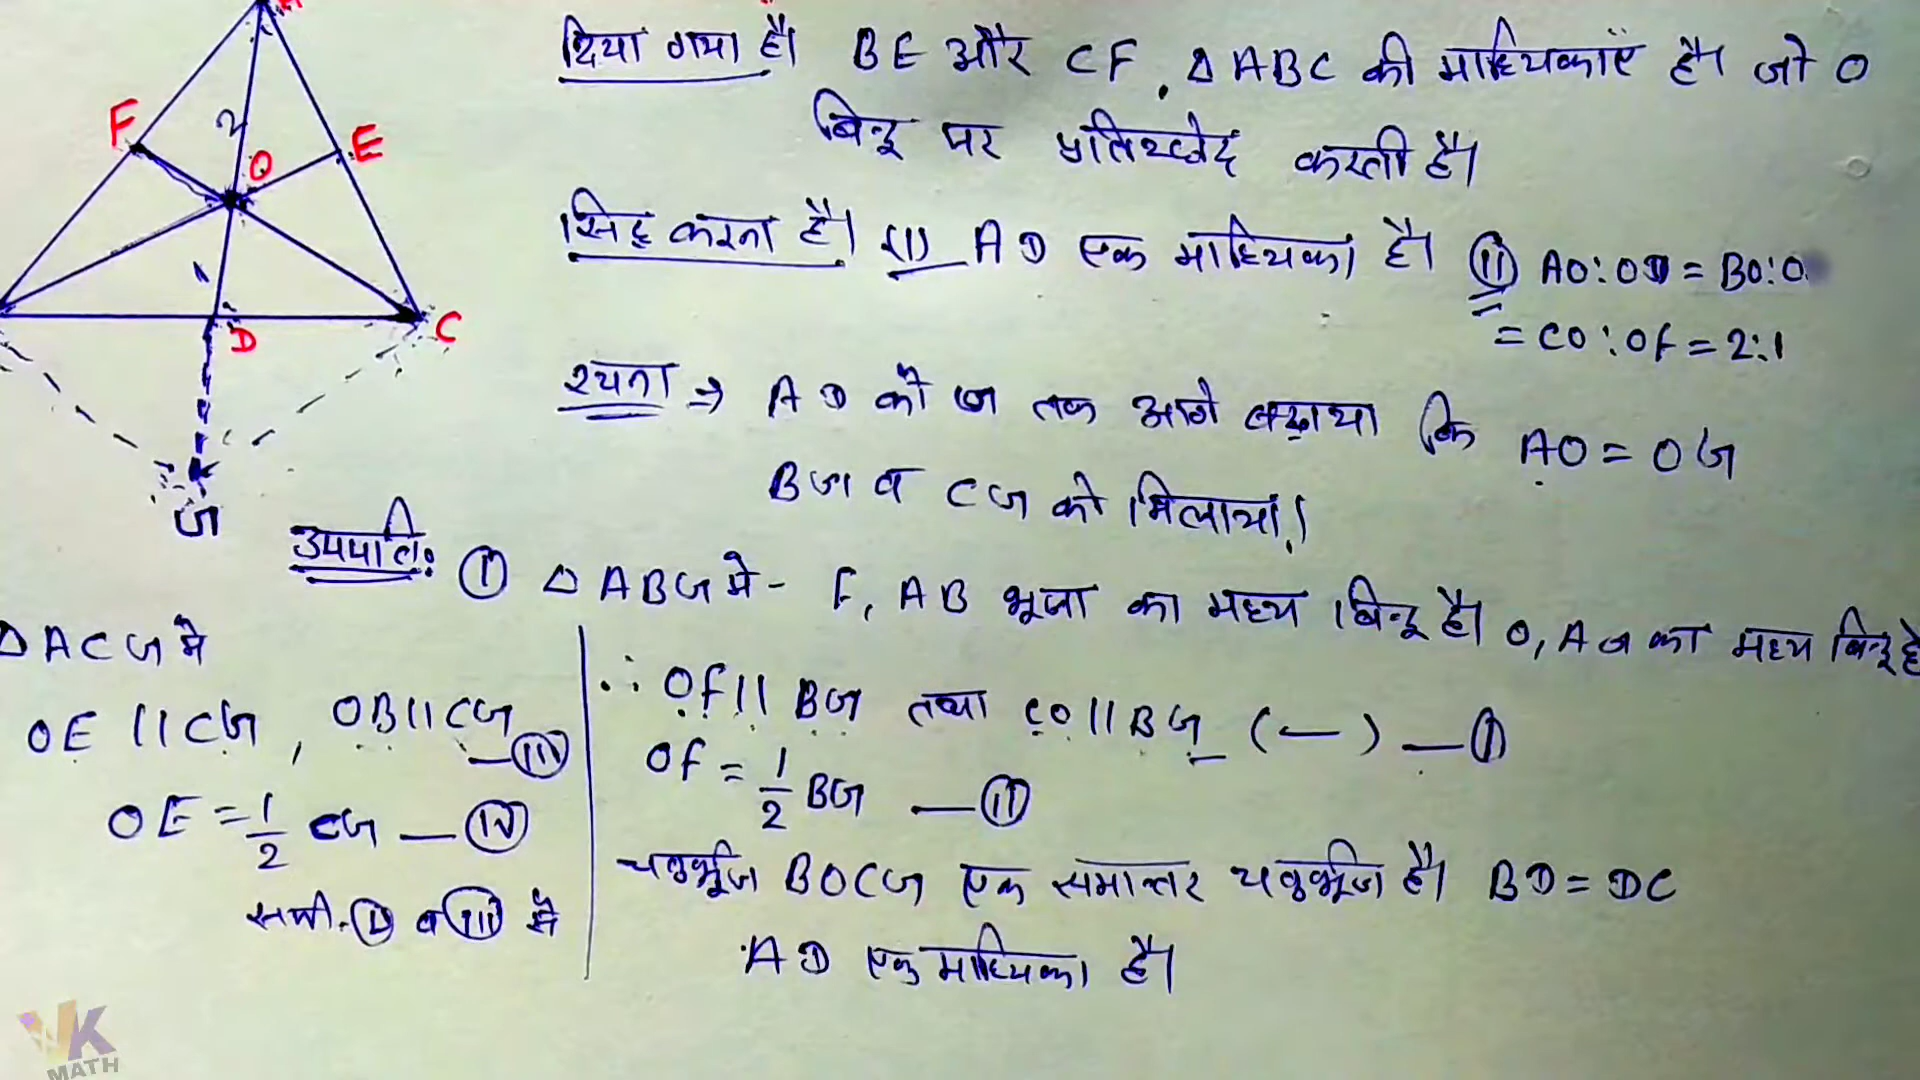 A
F
2
O
E
1
D
C
G
दिया गया है। BE और CF, △ABC की माध्यिकाएँ है। जो O
बिन्दू पर प्रतिच्छेद करती है।
सिद्ध करना है। (I) AD एक माध्यिका है। (II) AO:OD = BO:O
= CO:OF = 2:1
रचना ⇒ AD को G तक आगे बढ़ाया कि AO = OG
BG व CG को मिलाया।
उपपति: (I) △ABG मे - F, AB भूजा का मध्य बिन्दू है। O, AG का मध्य बिन्दू है
∴ OF || BG तथा CO || BG (—) — (I)
OF = 1/2 BG — (II)
चतुर्भूज BOCG एक समान्तर चतुर्भूज है। BD = DC
AD एक माध्यिका है।
△ACG मे
OE || CG, OB || CG — (III)
OE = 1/2 CG — (IV)
समी. (I) व (III) से
VK
MATH